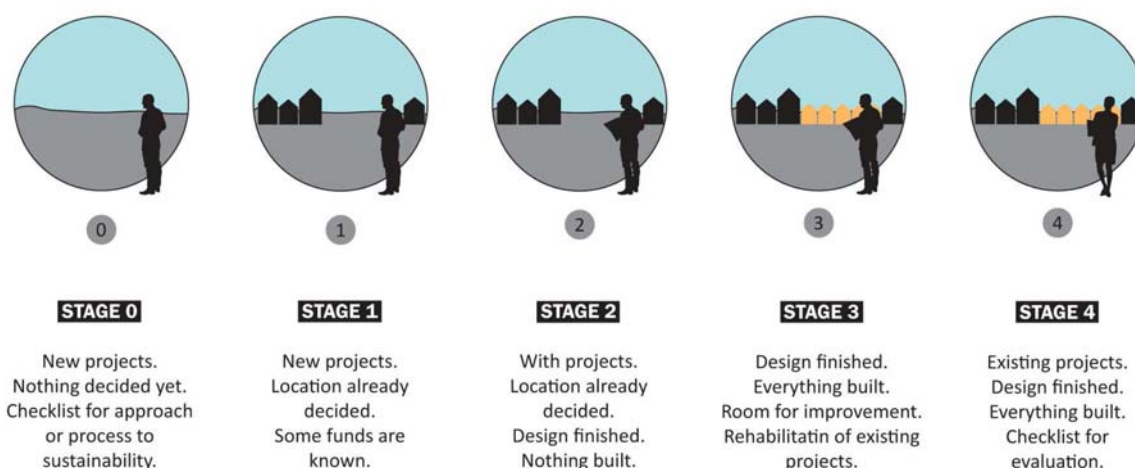 0
1
2
3
4
STAGE 0
New projects.
Nothing decided yet.
Checklist for approach
or process to
sustainability.
STAGE 1
New projects.
Location already
decided.
Some funds are
known.
STAGE 2
With projects.
Location already
decided.
Design finished.
Nothing built.
STAGE 3
Design finished.
Everything built.
Room for improvement.
Rehabilitatin of existing
projects.
STAGE 4
Existing projects.
Design finished.
Everything built.
Checklist for
evaluation.